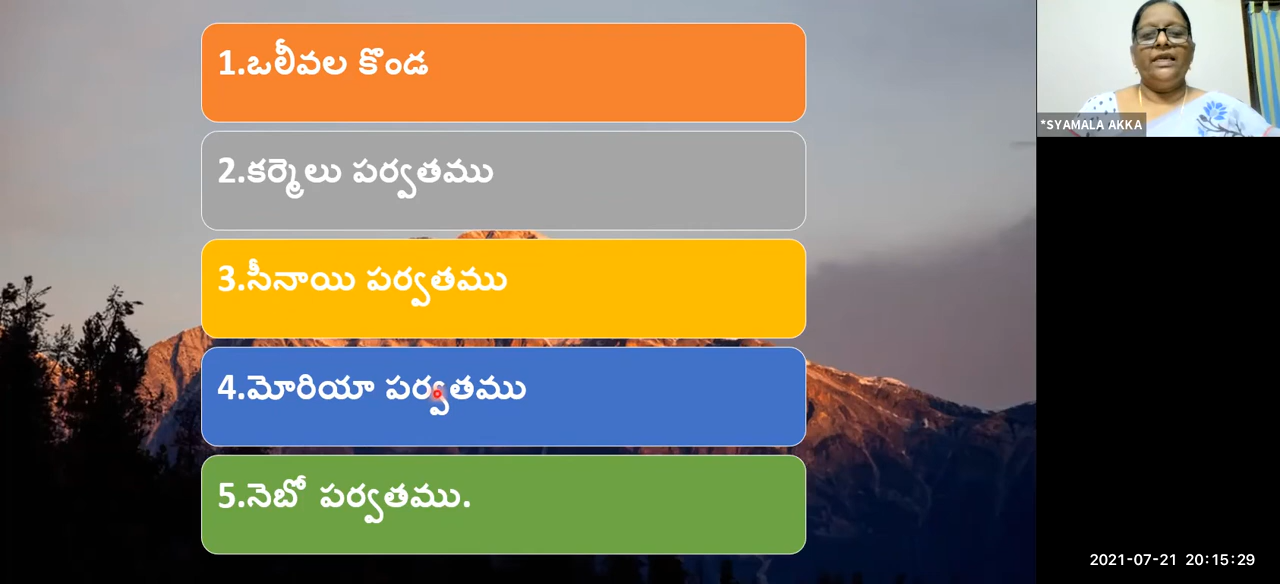 1.ఒలీవల కొండ
2.కర్మెలు పర్వతము
3.సీనాయి పర్వతము
4.మోరియా పర్వతము
5.నెబో పర్వతము.
*SYAMALA AKKA
2021-07-21 20:15:29